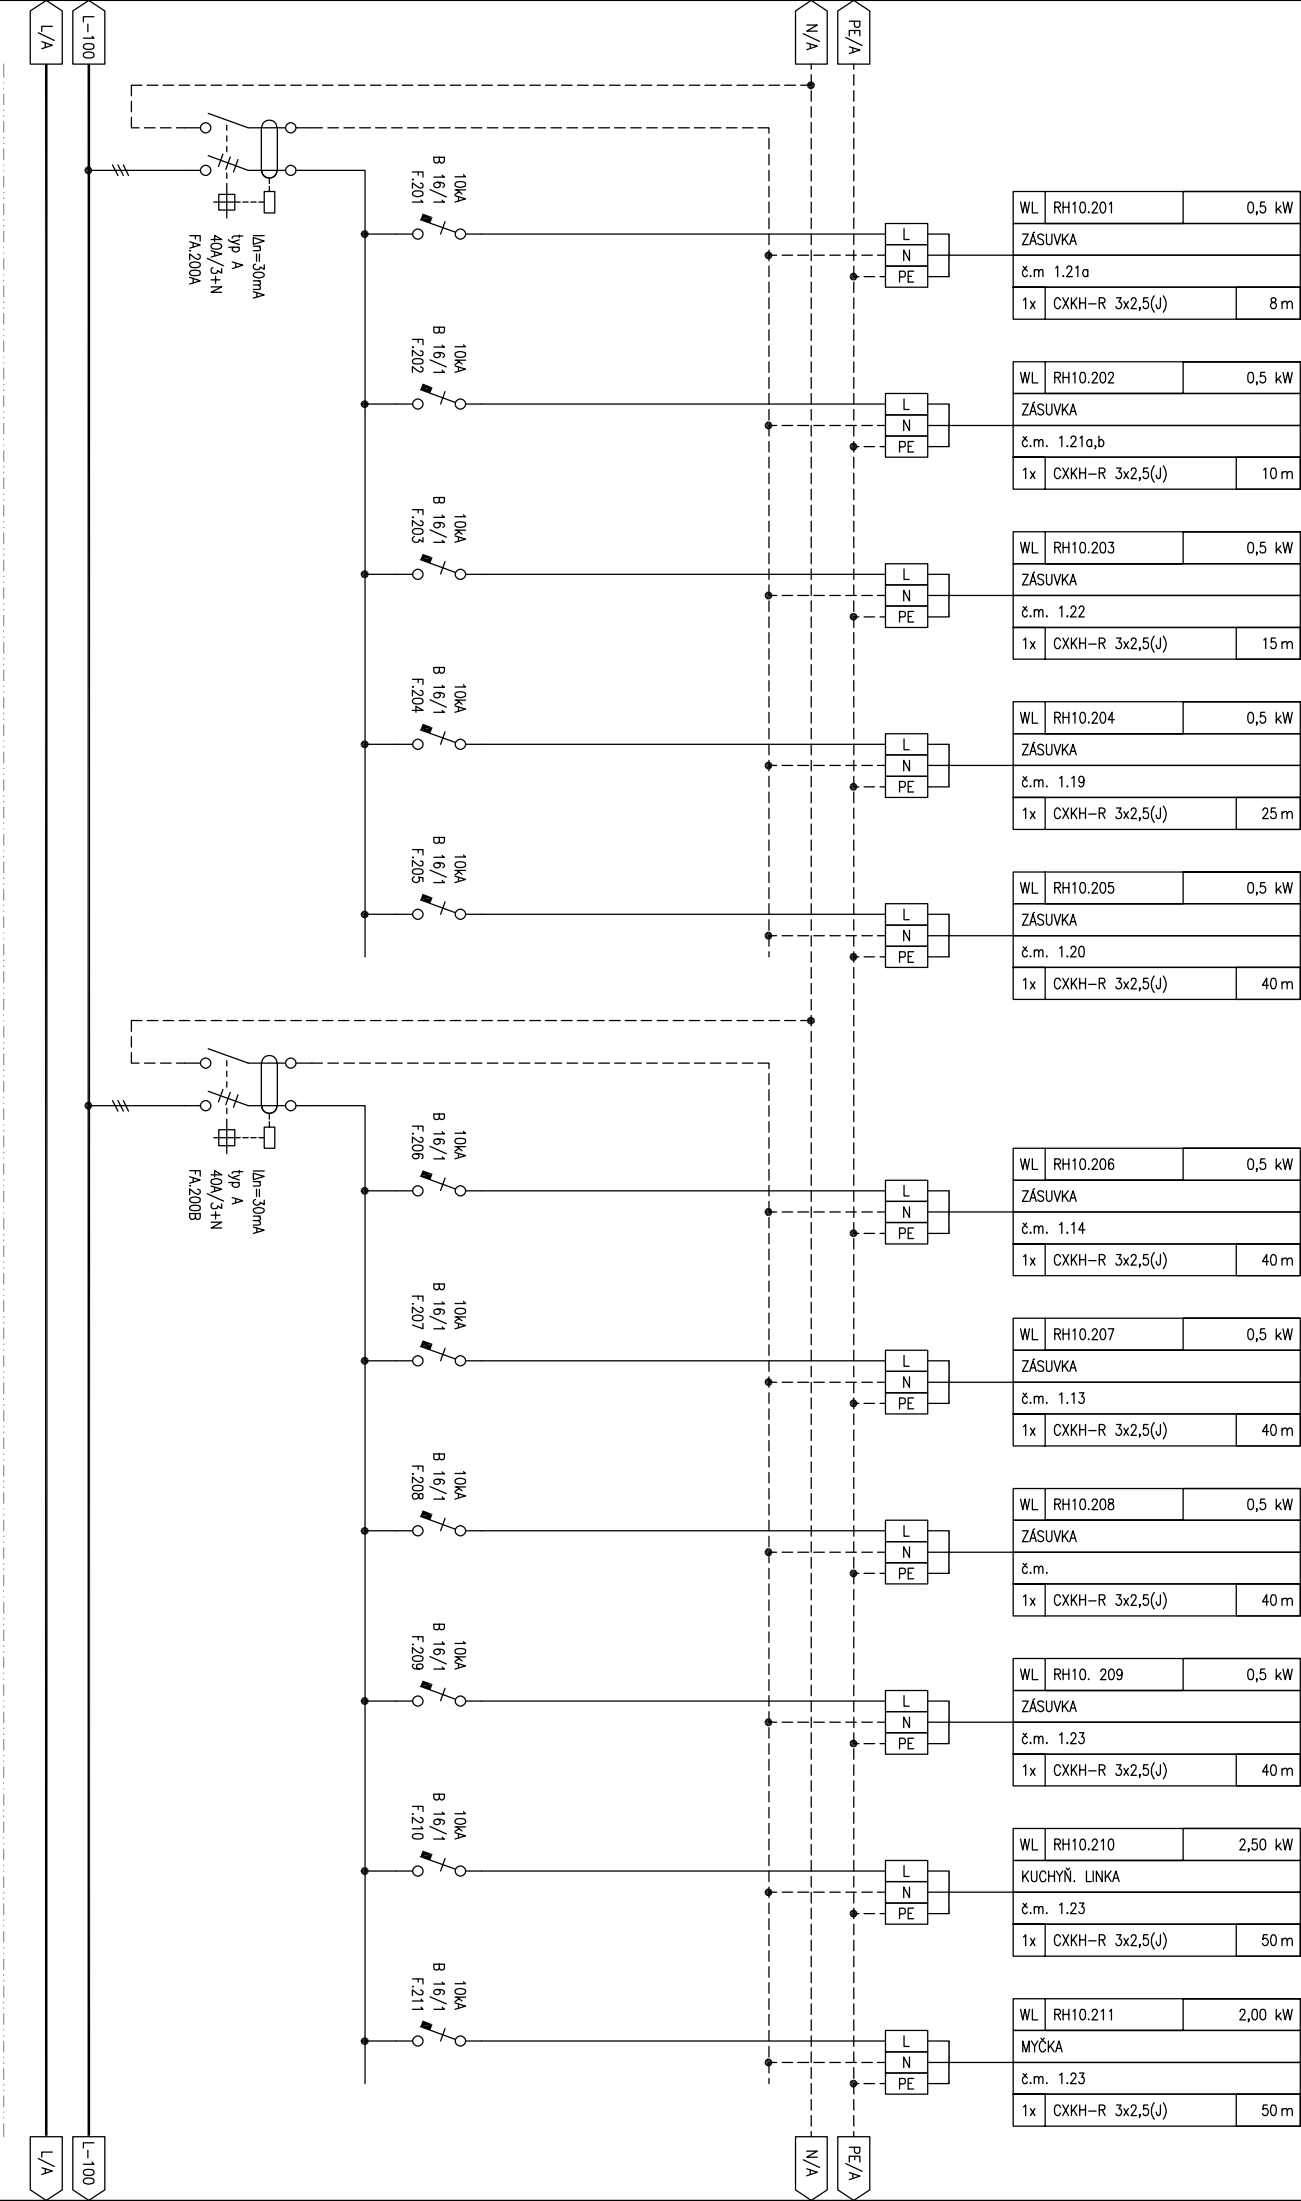 L/A
L-100
N/A
PE/A
IΔn=30mA
typ A
40A/3+N
FA.200A
10kA
B 16/1
F.201
L
N
PE
WL RH10.201 0,5 kW
ZÁSUVKA
č.m 1.21a
1x CXKH-R 3x2,5(J) 8 m
10kA
B 16/1
F.202
L
N
PE
WL RH10.202 0,5 kW
ZÁSUVKA
č.m. 1.21a,b
1x CXKH-R 3x2,5(J) 10 m
10kA
B 16/1
F.203
L
N
PE
WL RH10.203 0,5 kW
ZÁSUVKA
č.m. 1.22
1x CXKH-R 3x2,5(J) 15 m
10kA
B 16/1
F.204
L
N
PE
WL RH10.204 0,5 kW
ZÁSUVKA
č.m. 1.19
1x CXKH-R 3x2,5(J) 25 m
10kA
B 16/1
F.205
L
N
PE
WL RH10.205 0,5 kW
ZÁSUVKA
č.m. 1.20
1x CXKH-R 3x2,5(J) 40 m
IΔn=30mA
typ A
40A/3+N
FA.200B
10kA
B 16/1
F.206
L
N
PE
WL RH10.206 0,5 kW
ZÁSUVKA
č.m. 1.14
1x CXKH-R 3x2,5(J) 40 m
10kA
B 16/1
F.207
L
N
PE
WL RH10.207 0,5 kW
ZÁSUVKA
č.m. 1.13
1x CXKH-R 3x2,5(J) 40 m
10kA
B 16/1
F.208
L
N
PE
WL RH10.208 0,5 kW
ZÁSUVKA
č.m.
1x CXKH-R 3x2,5(J) 40 m
10kA
B 16/1
F.209
L
N
PE
WL RH10. 209 0,5 kW
ZÁSUVKA
č.m. 1.23
1x CXKH-R 3x2,5(J) 40 m
10kA
B 16/1
F.210
L
N
PE
WL RH10.210 2,50 kW
KUCHYŇ. LINKA
č.m. 1.23
1x CXKH-R 3x2,5(J) 50 m
10kA
B 16/1
F.211
L
N
PE
WL RH10.211 2,00 kW
MYČKA
č.m. 1.23
1x CXKH-R 3x2,5(J) 50 m
L/A
L-100
N/A
PE/A